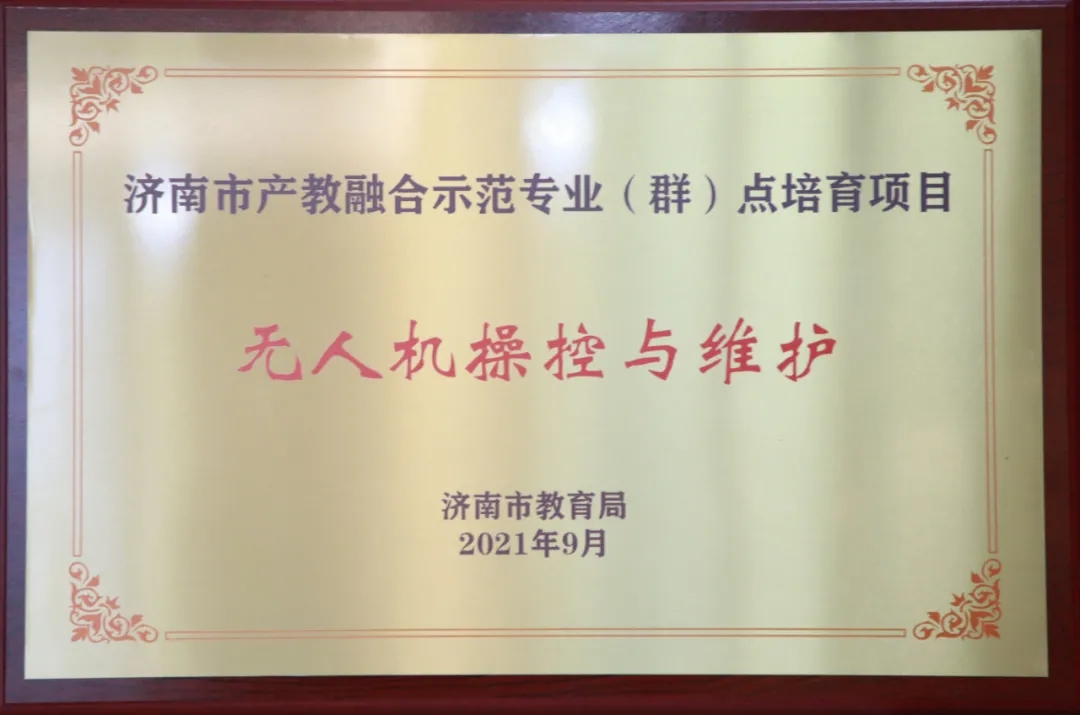 济南市产教融合示范专业（群）点培育项目
无人机操控与维护
济南市教育局
2021年9月